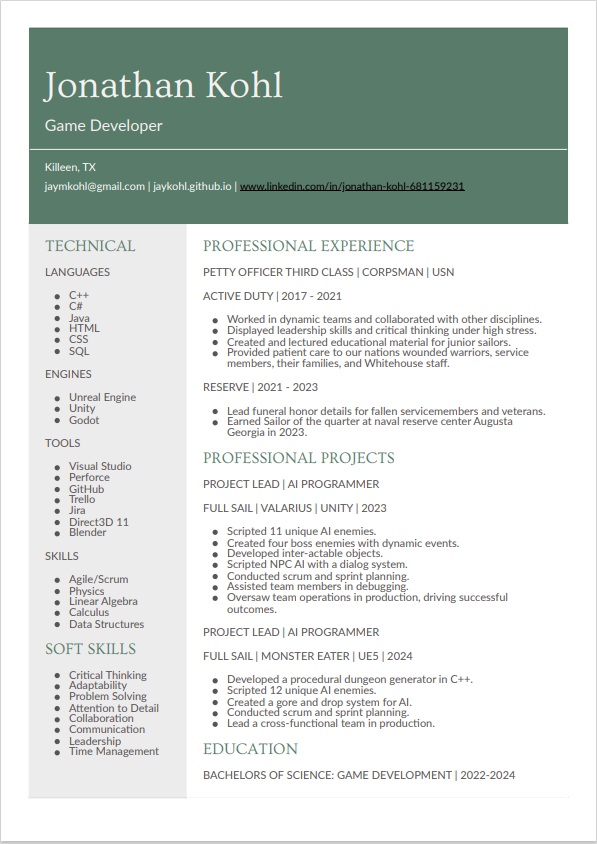 Jonathan Kohl
Game Developer
Killeen, TX
jaymkohl@gmail.com | jaykohl.github.io | www.linkedin.com/in/jonathan-kohl-681159231
TECHNICAL
LANGUAGES
● C++
● C#
● Java
● HTML
● CSS
● SQL
ENGINES
● Unreal Engine
● Unity
● Godot
TOOLS
● Visual Studio
● Perforce
● GitHub
● Trello
● Jira
● Direct3D 11
● Blender
SKILLS
● Agile/Scrum
● Physics
● Linear Algebra
● Calculus
● Data Structures
SOFT SKILLS
● Critical Thinking
● Adaptability
● Problem Solving
● Attention to Detail
● Collaboration
● Communication
● Leadership
● Time Management
PROFESSIONAL EXPERIENCE
PETTY OFFICER THIRD CLASS | CORPSMAN | USN
ACTIVE DUTY | 2017 - 2021
● Worked in dynamic teams and collaborated with other disciplines.
● Displayed leadership skills and critical thinking under high stress.
● Created and lectured educational material for junior sailors.
● Provided patient care to our nations wounded warriors, service
members, their families, and Whitehouse staff.
RESERVE | 2021 - 2023
● Lead funeral honor details for fallen servicemembers and veterans.
● Earned Sailor of the quarter at naval reserve center Augusta
Georgia in 2023.
PROFESSIONAL PROJECTS
PROJECT LEAD | AI PROGRAMMER
FULL SAIL | VALARIUS | UNITY | 2023
● Scripted 11 unique AI enemies.
● Created four boss enemies with dynamic events.
● Developed inter-actable objects.
● Scripted NPC AI with a dialog system.
● Conducted scrum and sprint planning.
● Assisted team members in debugging.
● Oversaw team operations in production, driving successful
outcomes.
PROJECT LEAD | AI PROGRAMMER
FULL SAIL | MONSTER EATER | UE5 | 2024
● Developed a procedural dungeon generator in C++.
● Scripted 12 unique AI enemies.
● Created a gore and drop system for AI.
● Conducted scrum and sprint planning.
● Lead a cross-functional team in production.
EDUCATION
BACHELORS OF SCIENCE: GAME DEVELOPMENT | 2022-2024